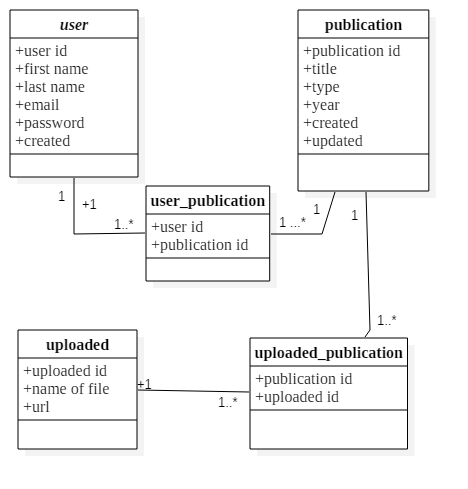 user
+user id
+first name
+last name
+email
+password
+created
publication
+publication id
+title
+type
+year
+created
+updated
1
+1
1..*
user_publication
+user id
+publication id
1 ...*
1
1
1..*
uploaded
+uploaded id
+name of file
+url
+1
1..*
uploaded_publication
+publication id
+uploaded id